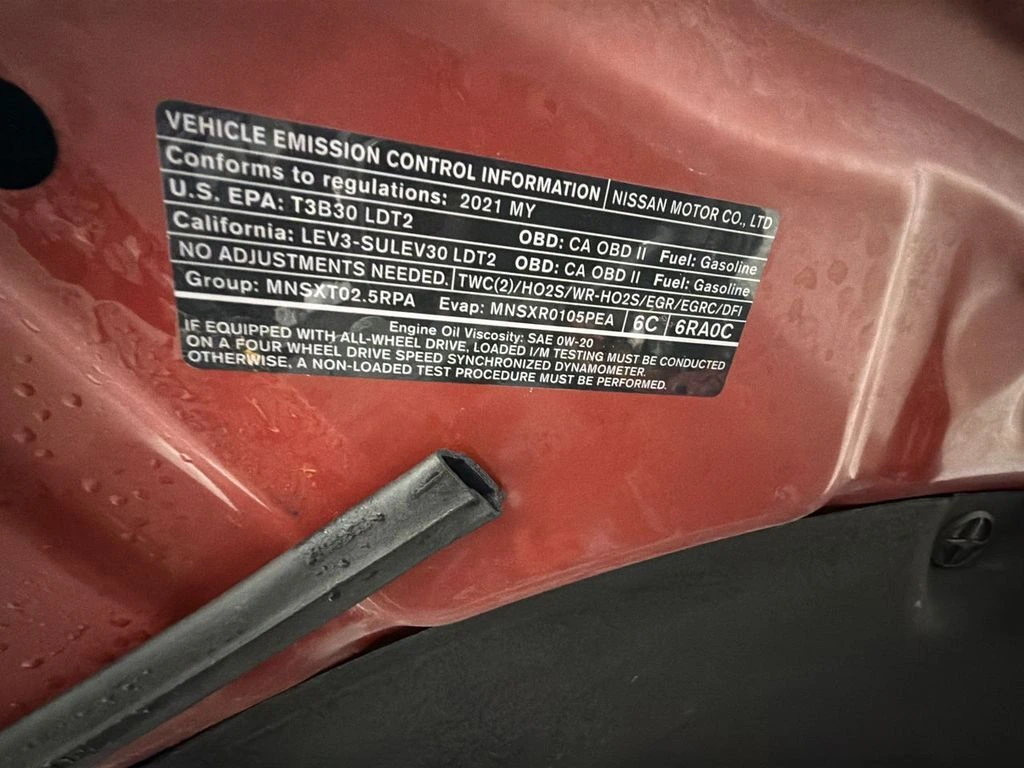 VEHICLE EMISSION CONTROL INFORMATION NISSAN MOTOR CO., LTD
Conforms to regulations: 2021 MY
U.S. EPA: T3B30 LDT2 OBD: CA OBD II Fuel: Gasoline
California: LEV3-SULEV30 LDT2 OBD: CA OBD II Fuel: Gasoline
NO ADJUSTMENTS NEEDED. TWC(2)/HO2S/WR-HO2S/EGR/EGRC/DFI
Group: MNSXT02.5RPA Evap: MNSXR0105PEA 6C 6RA0C
Engine Oil Viscosity: SAE 0W-20
IF EQUIPPED WITH ALL-WHEEL DRIVE, LOADED I/M TESTING MUST BE CONDUCTED
ON A FOUR WHEEL DRIVE SPEED SYNCHRONIZED DYNAMOMETER.
OTHERWISE, A NON-LOADED TEST PROCEDURE MUST BE PERFORMED.